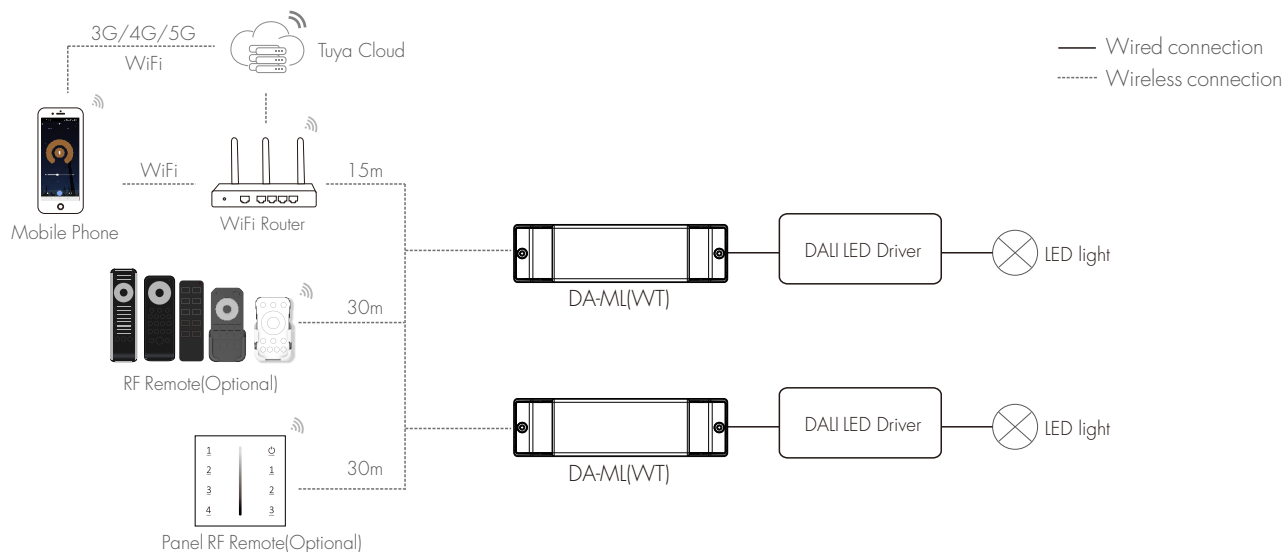 3G/4G/5G
WiFi
Tuya Cloud
Wired connection
Wireless connection
WiFi
15m
Mobile Phone
WiFi Router
DALI LED Driver
LED light
DA-ML(WT)
30m
RF Remote(Optional)
DALI LED Driver
LED light
DA-ML(WT)
1
2
3
4
1
2
3
30m
Panel RF Remote(Optional)